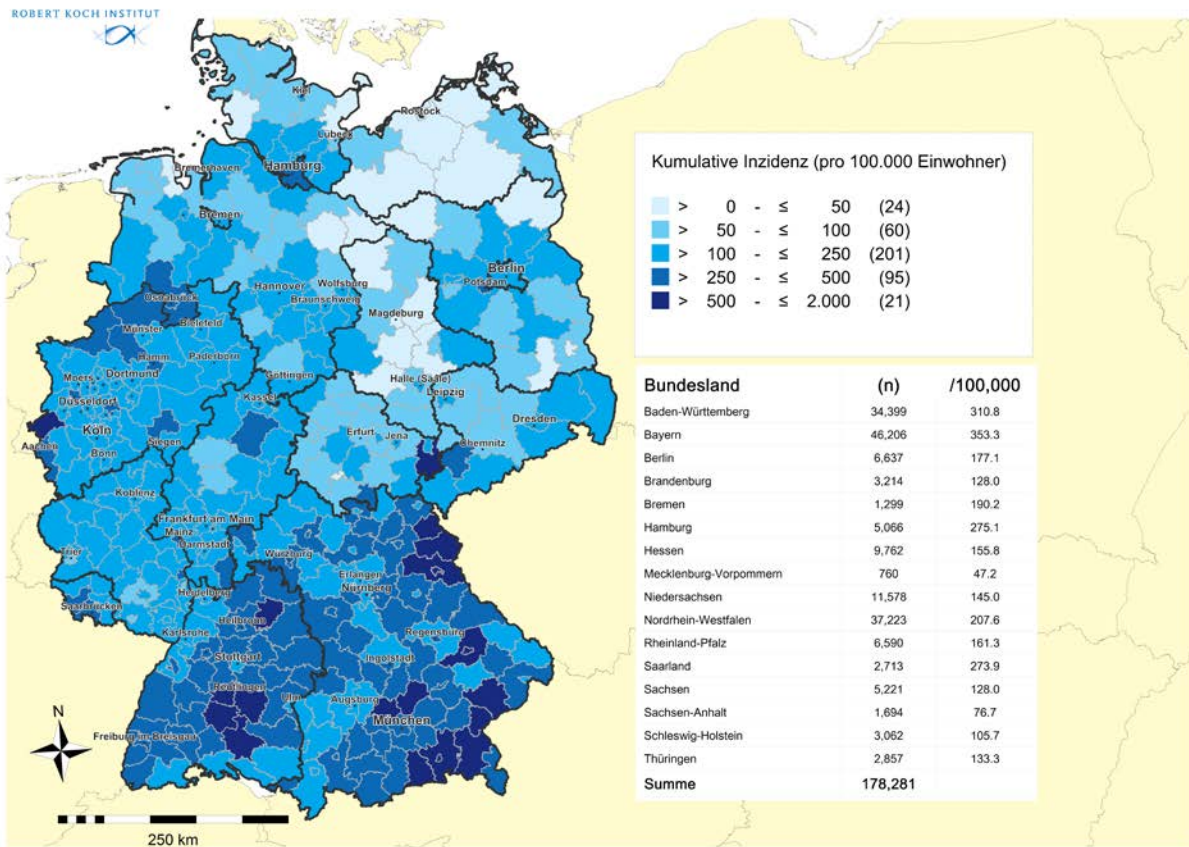 ROBERT KOCH INSTITUT
Kiel
Rostock
Lübeck
Hamburg
Bremerhaven
Bremen
Berlin
Potsdam
Hannover
Wolfsburg
Braunschweig
Osnabrück
Magdeburg
Münster
Bielefeld
Hamm
Paderborn
Moers
Dortmund
Göttingen
Halle (Saale)
Leipzig
Düsseldorf
Kassel
Dresden
Köln
Erfurt
Jena
Aachen
Siegen
Chemnitz
Bonn
Koblenz
Frankfurt am Main
Mainz
Darmstadt
Trier
Würzburg
Erlangen
Nürnberg
Heidelberg
Saarbrücken
Heilbronn
Karlsruhe
Regensburg
Stuttgart
Ingolstadt
Reutlingen
Ulm
Augsburg
München
Freiburg im Breisgau
N
250 km
Kumulative Inzidenz (pro 100.000 Einwohner)
> 0 - ≤ 50 (24)
> 50 - ≤ 100 (60)
> 100 - ≤ 250 (201)
> 250 - ≤ 500 (95)
> 500 - ≤ 2.000 (21)
Bundesland (n) /100,000
Baden-Württemberg 34,399 310.8
Bayern 46,206 353.3
Berlin 6,637 177.1
Brandenburg 3,214 128.0
Bremen 1,299 190.2
Hamburg 5,066 275.1
Hessen 9,762 155.8
Mecklenburg-Vorpommern 760 47.2
Niedersachsen 11,578 145.0
Nordrhein-Westfalen 37,223 207.6
Rheinland-Pfalz 6,590 161.3
Saarland 2,713 273.9
Sachsen 5,221 128.0
Sachsen-Anhalt 1,694 76.7
Schleswig-Holstein 3,062 105.7
Thüringen 2,857 133.3
Summe 178,281